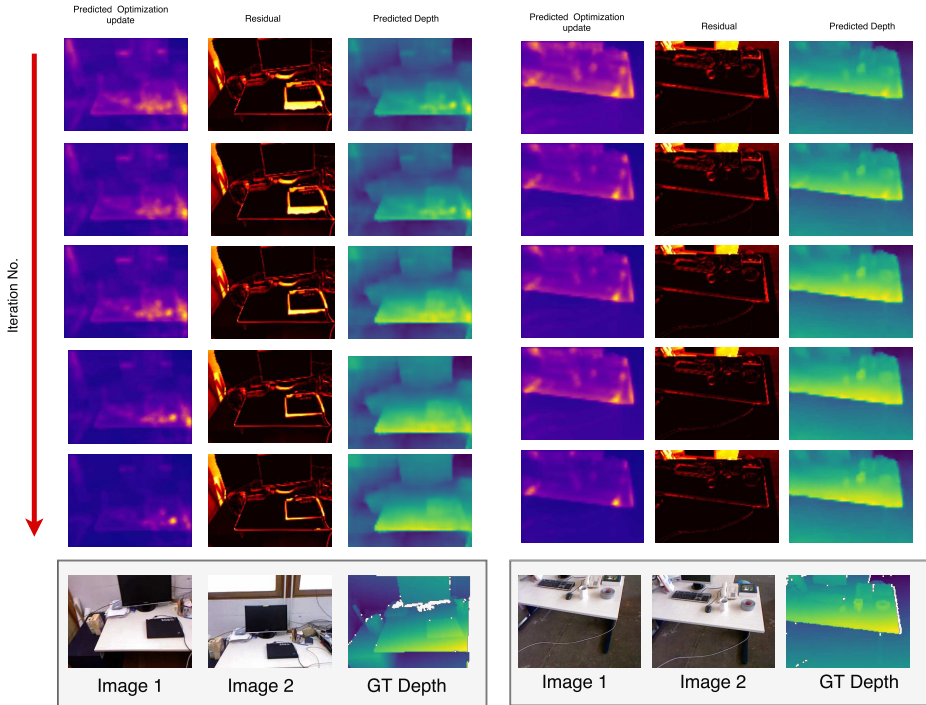 Predicted Optimization
update
Residual
Predicted Depth
Predicted Optimization
update
Residual
Predicted Depth
Iteration No.
Image 1
Image 2
GT Depth
Image 1
Image 2
GT Depth